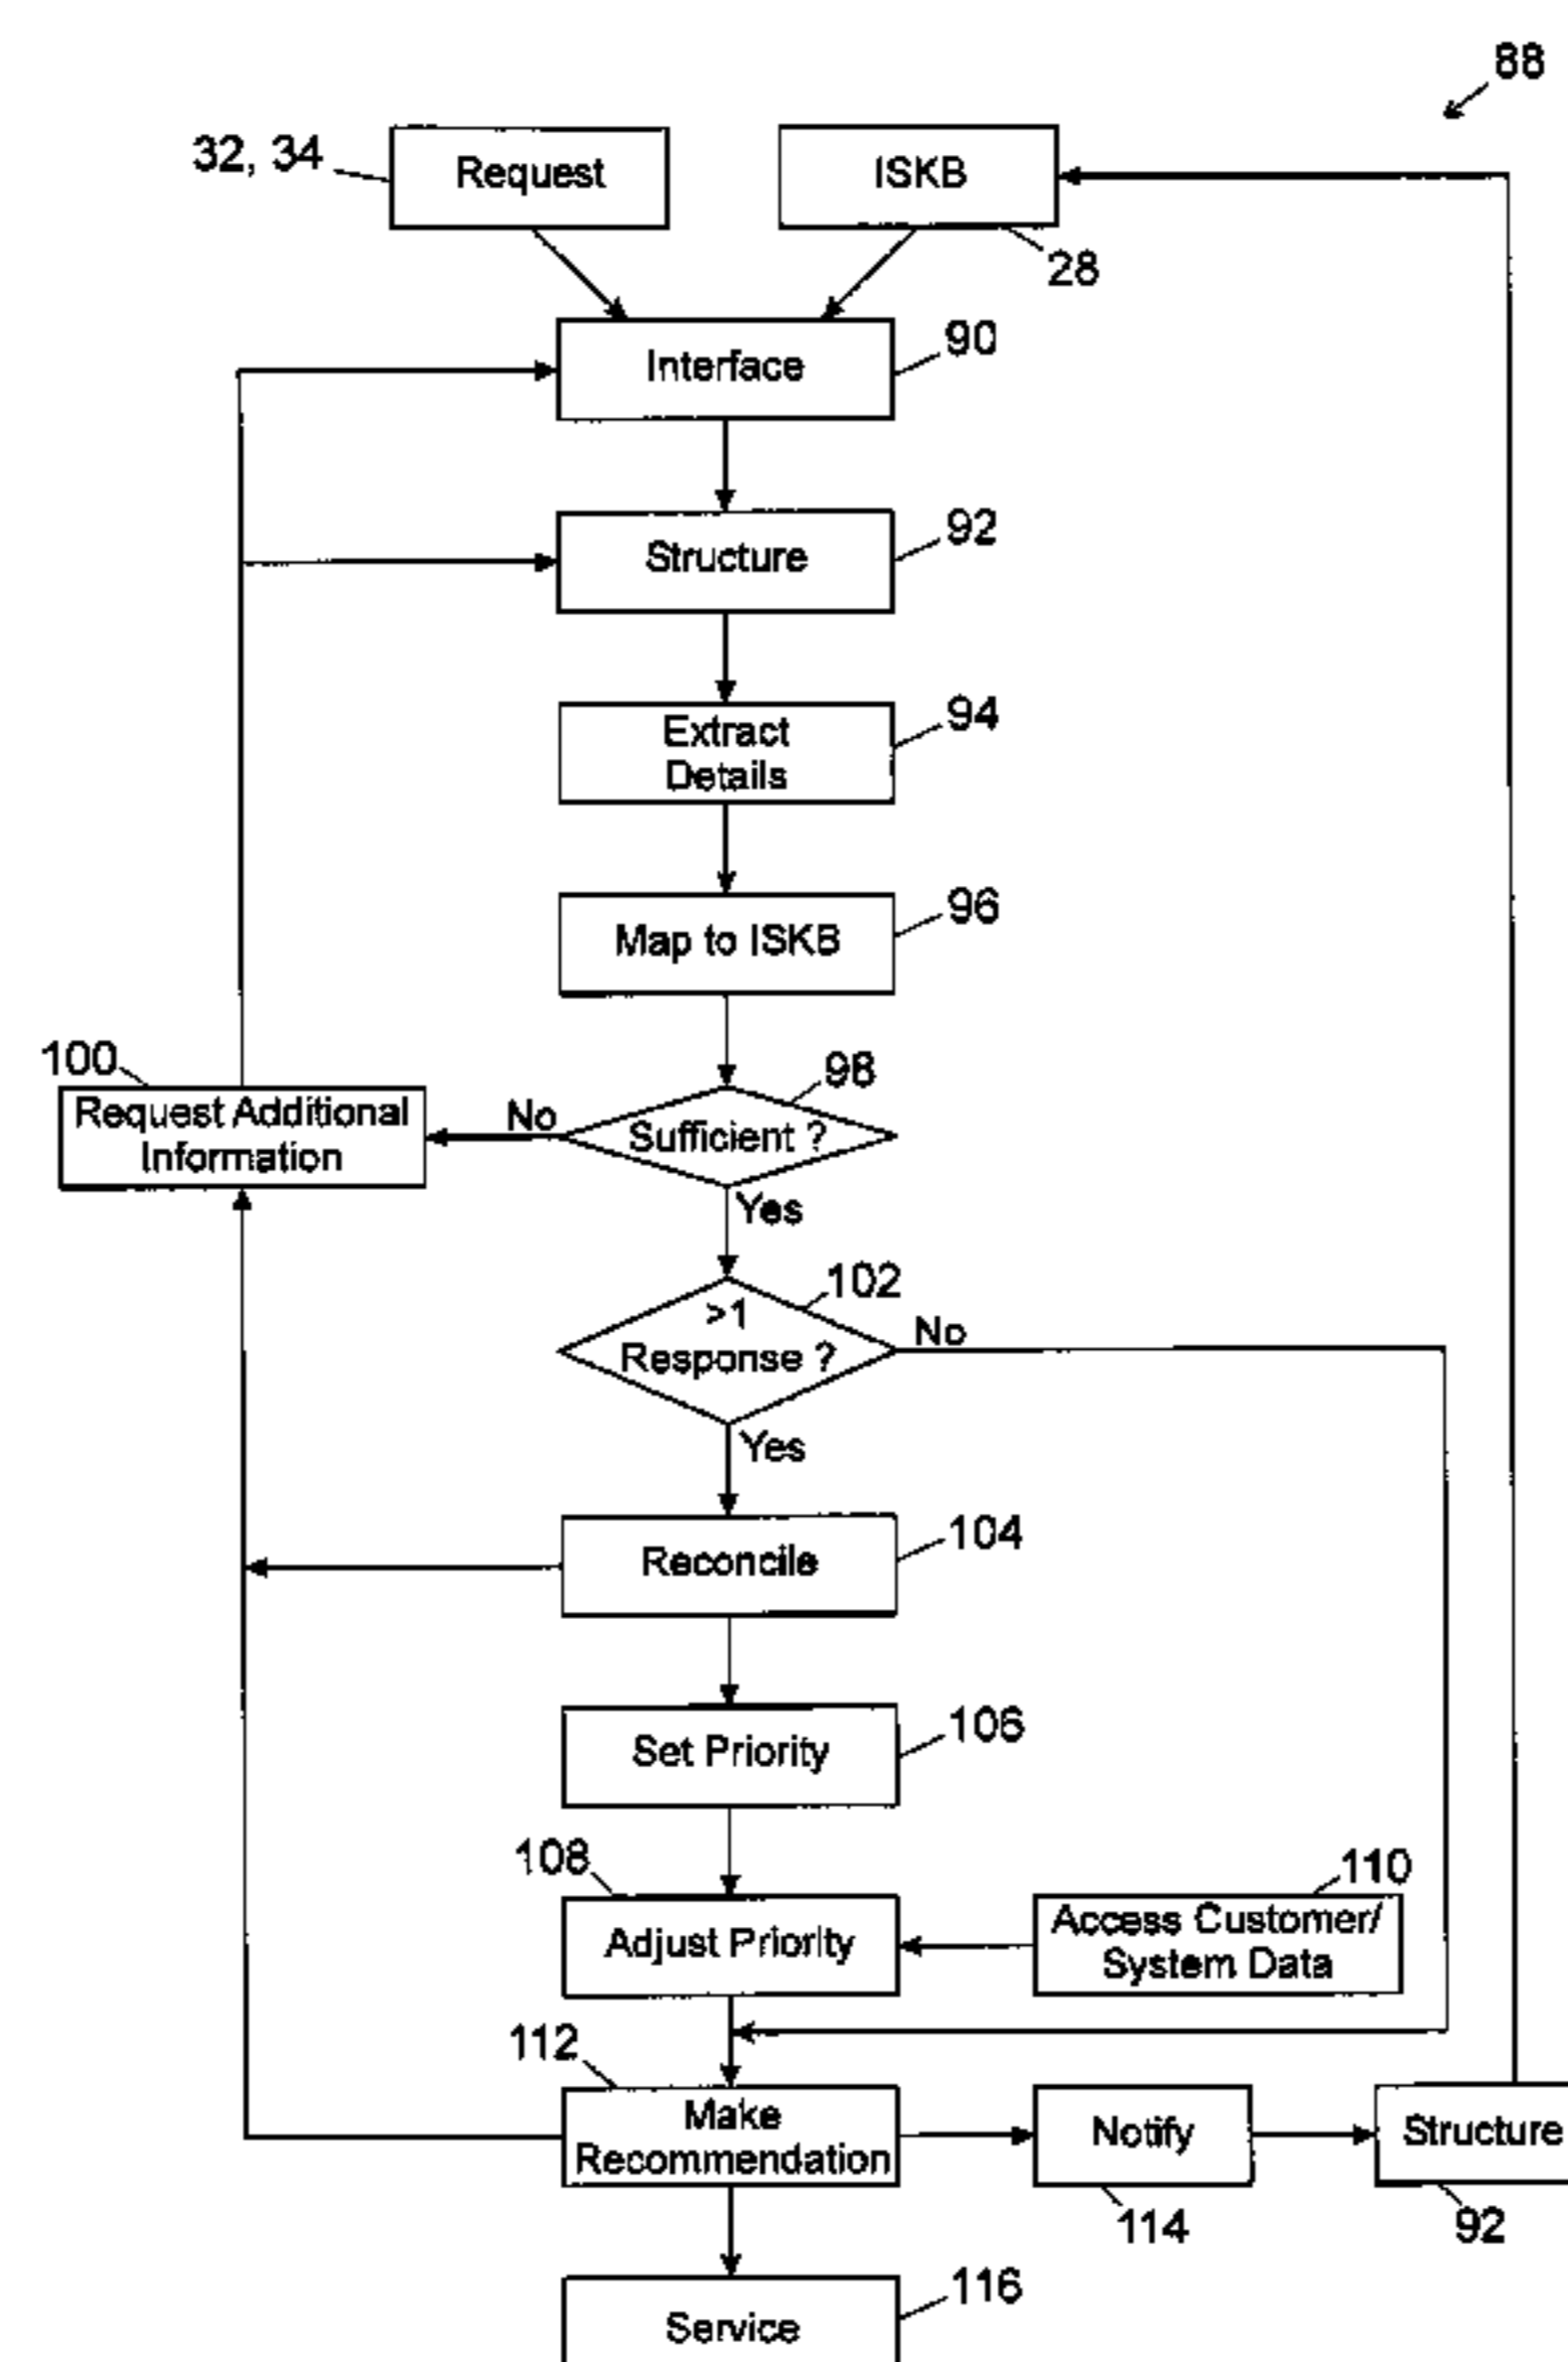 88
32, 34
Request
ISKB
28
Interface
90
Structure
92
Extract
Details
94
Map to ISKB
96
100
Request Additional
Information
No
Sufficient ?
98
Yes
>1
Response ?
102
No
Yes
Reconcile
104
Set Priority
106
108
Adjust Priority
110
Access Customer/
System Data
112
Make
Recommendation
Notify
114
Structure
92
Service
116